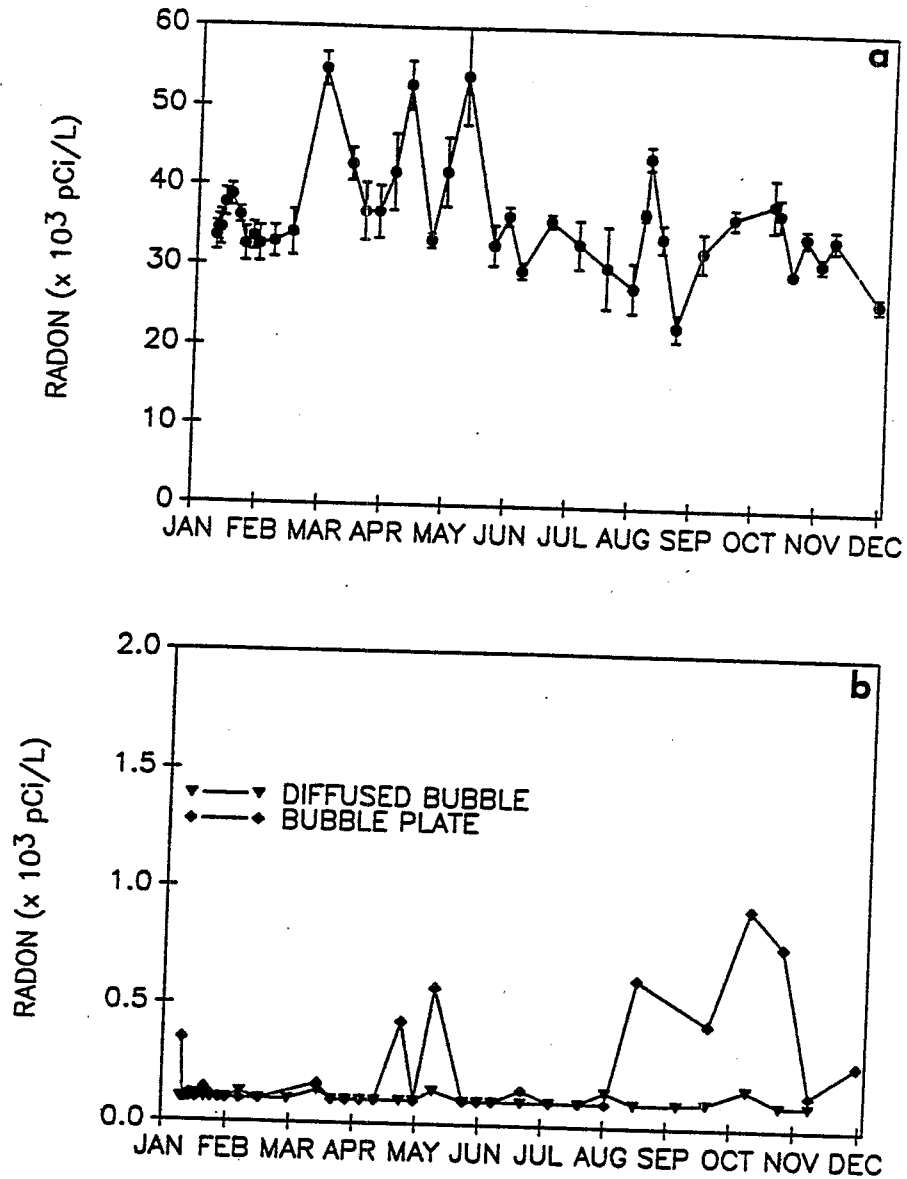 a
60
50
40
30
20
10
0
RADON (x 10³ pCi/L)
JAN FEB MAR APR MAY JUN JUL AUG SEP OCT NOV DEC
b
2.0
1.5
1.0
0.5
0.0
RADON (x 10³ pCi/L)
DIFFUSED BUBBLE
BUBBLE PLATE
JAN FEB MAR APR MAY JUN JUL AUG SEP OCT NOV DEC